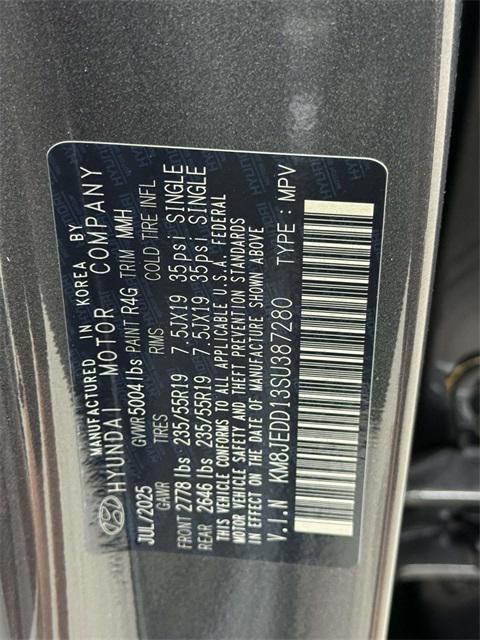 MANUFACTURED IN KOREA BY
HYUNDAI MOTOR COMPANY
JUL/2025 GVWR 5004 lbs PAINT R4G TRIM MMH
GAWR TIRES RIMS COLD TIRE INFL
FRONT 2778 lbs 235/55R19 7.5JX19 35psi SINGLE
REAR 2646 lbs 235/55R19 7.5JX19 35psi SINGLE
THIS VEHICLE CONFORMS TO ALL APPLICABLE U.S.A. FEDERAL
MOTOR VEHICLE SAFETY AND THEFT
IN EFFECT ON THE DATE OF MANUFACTURE SHOWN ABOVE
V.I.N KM8JEDD13SU387280 TYPE : MPV